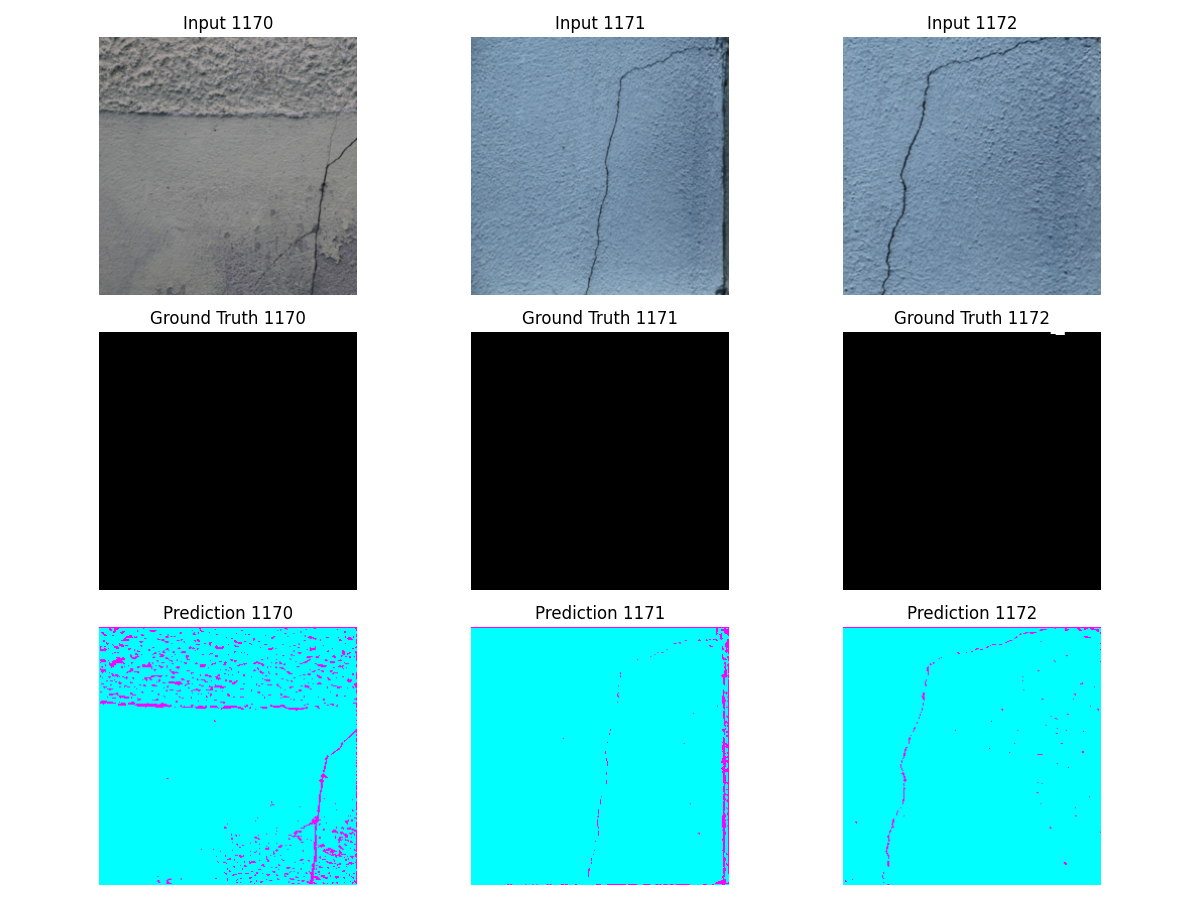 Input 1170
Input 1171
Input 1172
Ground Truth 1170
Ground Truth 1171
Ground Truth 1172
Prediction 1170
Prediction 1171
Prediction 1172